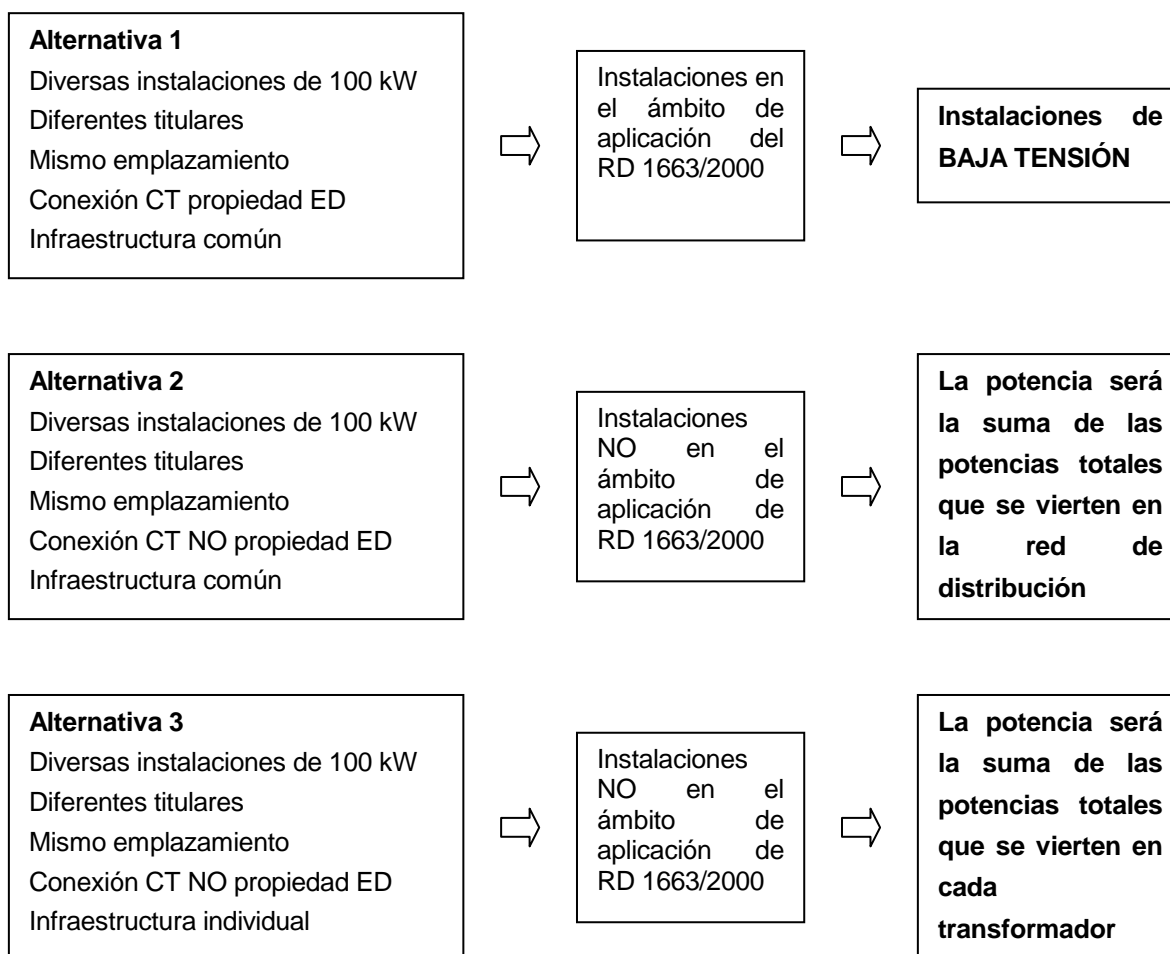 Alternativa 1
Diversas instalaciones de 100 kW
Diferentes titulares
Mismo emplazamiento
Conexión CT propiedad ED
Infraestructura común
Instalaciones en
el ámbito de
aplicación del
RD 1663/2000
Instalaciones de
BAJA TENSIÓN
Alternativa 2
Diversas instalaciones de 100 kW
Diferentes titulares
Mismo emplazamiento
Conexión CT NO propiedad ED
Infraestructura común
Instalaciones
NO en el
ámbito de
aplicación de
RD 1663/2000
La potencia será
la suma de las
potencias totales
que se vierten en
la red de
distribución
Alternativa 3
Diversas instalaciones de 100 kW
Diferentes titulares
Mismo emplazamiento
Conexión CT NO propiedad ED
Infraestructura individual
Instalaciones
NO en el
ámbito de
aplicación de
RD 1663/2000
La potencia será
la suma de las
potencias totales
que se vierten en
cada
transformador